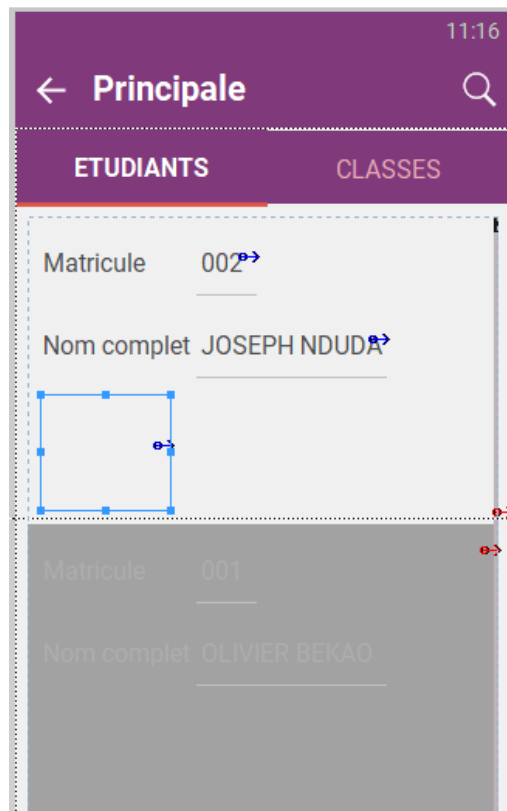 11:16
Principale
ETUDIANTS CLASSES
Matricule 002
Nom complet JOSEPH NDUDA
Matricule 001
Nom complet OLIVIER BEKAO